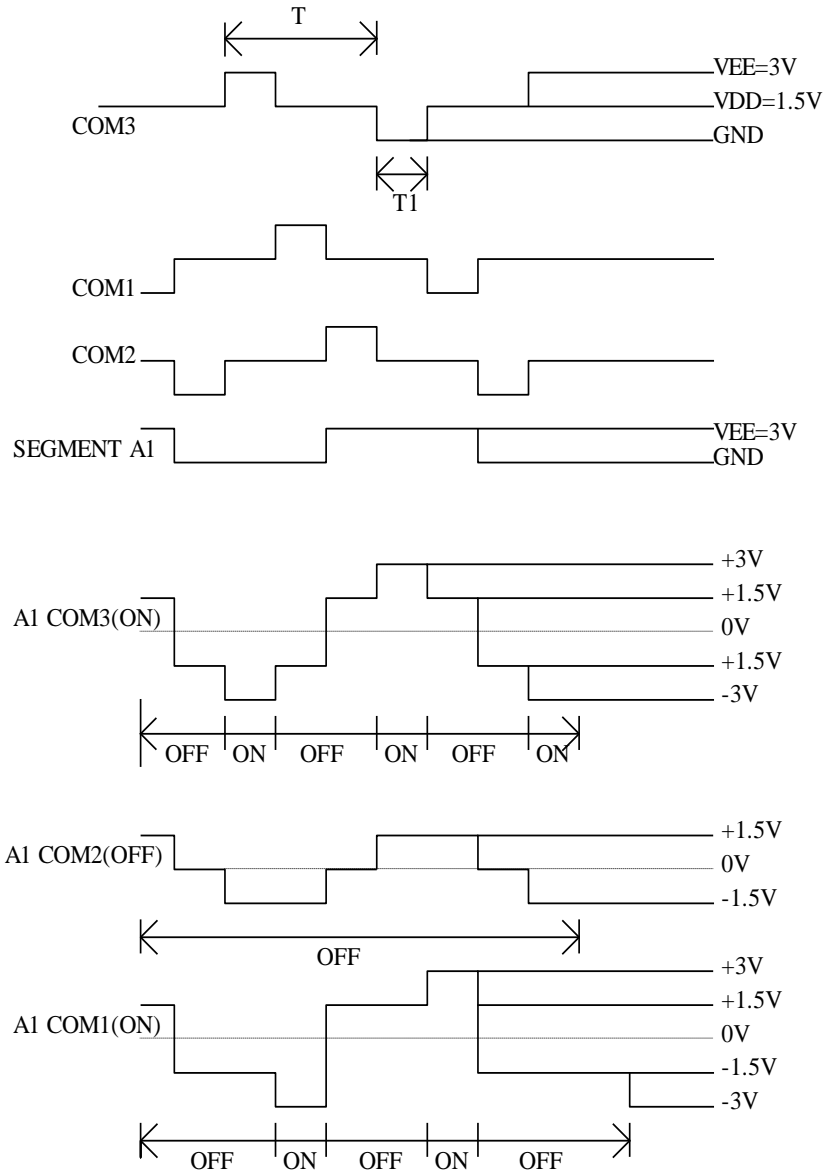 T
VEE=3V
VDD=1.5V
COM3
GND
T1
COM1
COM2
VEE=3V
SEGMENT A1
GND
+3V
+1.5V
A1 COM3(ON)
0V
+1.5V
-3V
OFF ON OFF ON OFF ON
+1.5V
A1 COM2(OFF)
0V
-1.5V
OFF
+3V
+1.5V
A1 COM1(ON)
0V
-1.5V
-3V
OFF ON OFF ON OFF